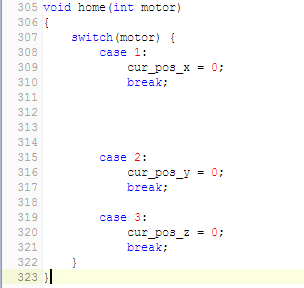 305 void home(int motor)
306 {
307     switch(motor) {
308         case 1:
309             cur_pos_x = 0;
310             break;
311
312
313
314
315         case 2:
316             cur_pos_y = 0;
317             break;
318
319         case 3:
320             cur_pos_z = 0;
321             break;
322     }
323 }